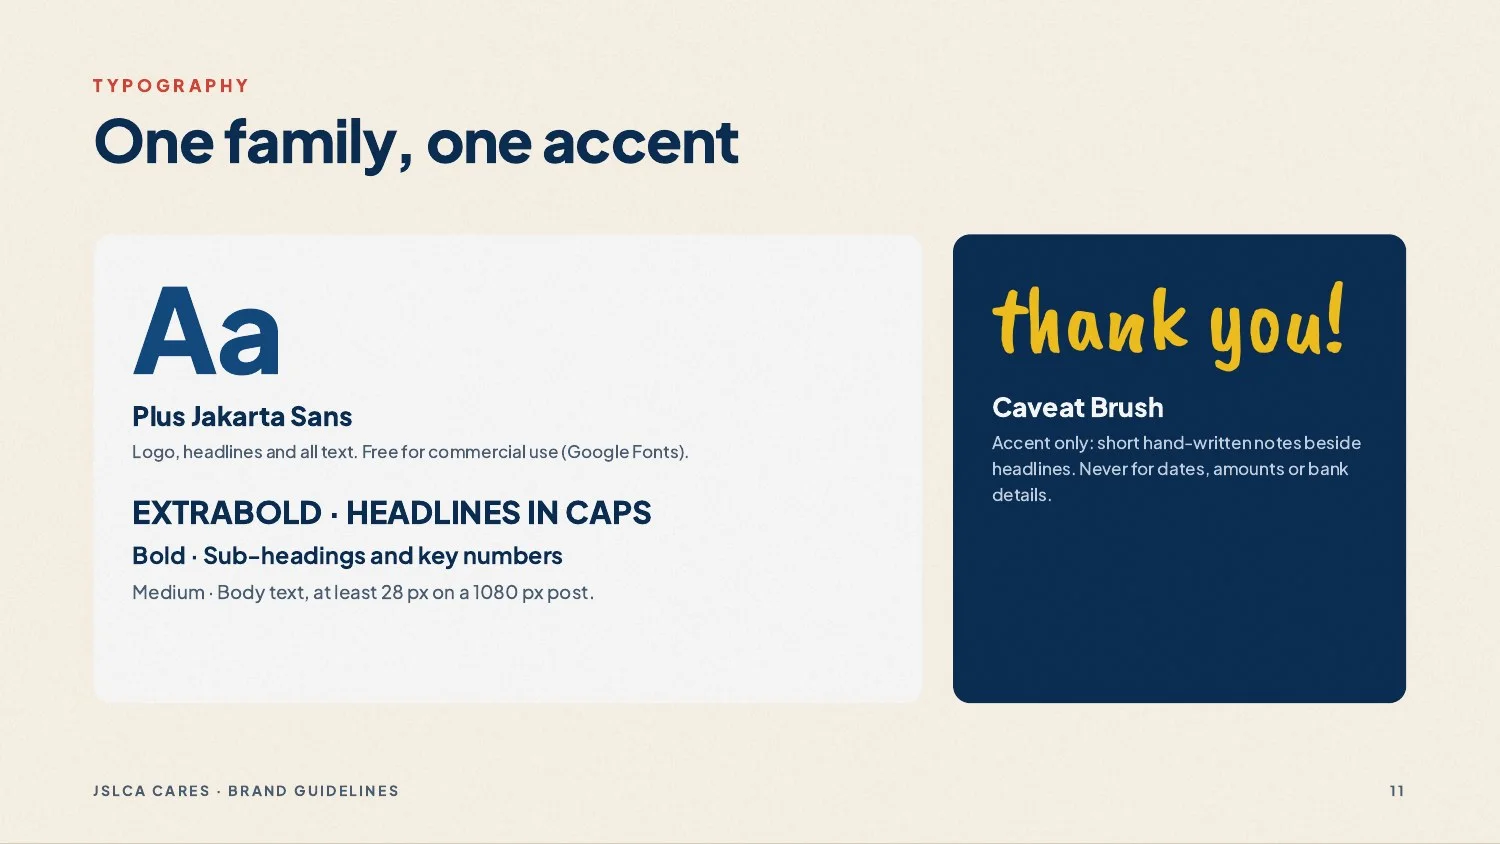 TYPOGRAPHY
One family, one accent
Aa
Plus Jakarta Sans
Logo, headlines and all text. Free for commercial use (Google Fonts).
EXTRABOLD · HEADLINES IN CAPS
Bold · Sub-headings and key numbers
Medium · Body text, at least 28 px on a 1080 px post.
thank you!
Caveat Brush
Accent only: short hand-written notes beside
headlines. Never for dates, amounts or bank
details.
JSLCA CARES · BRAND GUIDELINES
11